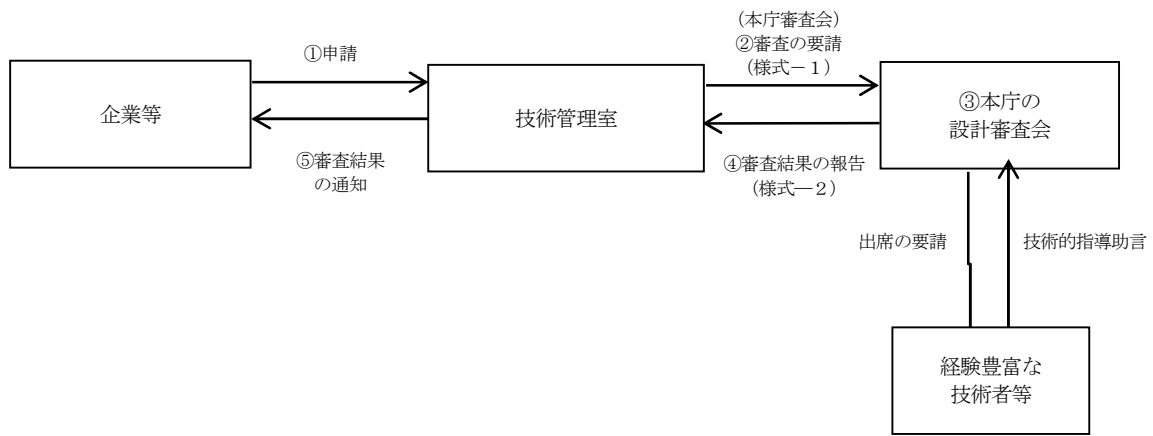 ①申請
企業等
⑤審査結果
の通知
技術管理室
(本庁審査会)
②審査の要請
(様式－1)
④審査結果の報告
(様式―2)
③本庁の
設計審査会
出席の要請
技術的指導助言
経験豊富な
技術者等